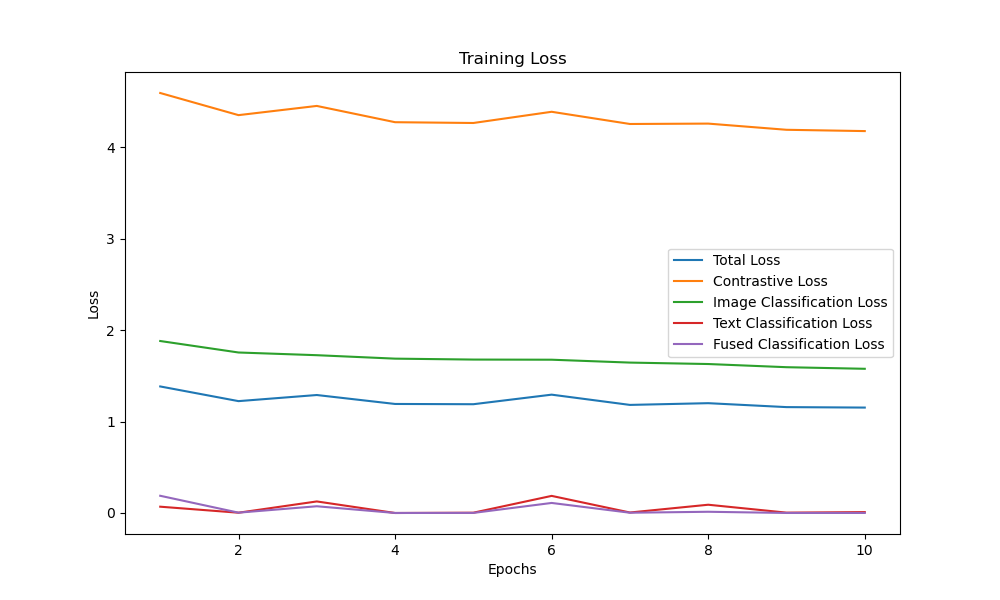 Training Loss
Loss
4
3
2
1
0
Total Loss
Contrastive Loss
Image Classification Loss
Text Classification Loss
Fused Classification Loss
2
4
6
8
10
Epochs